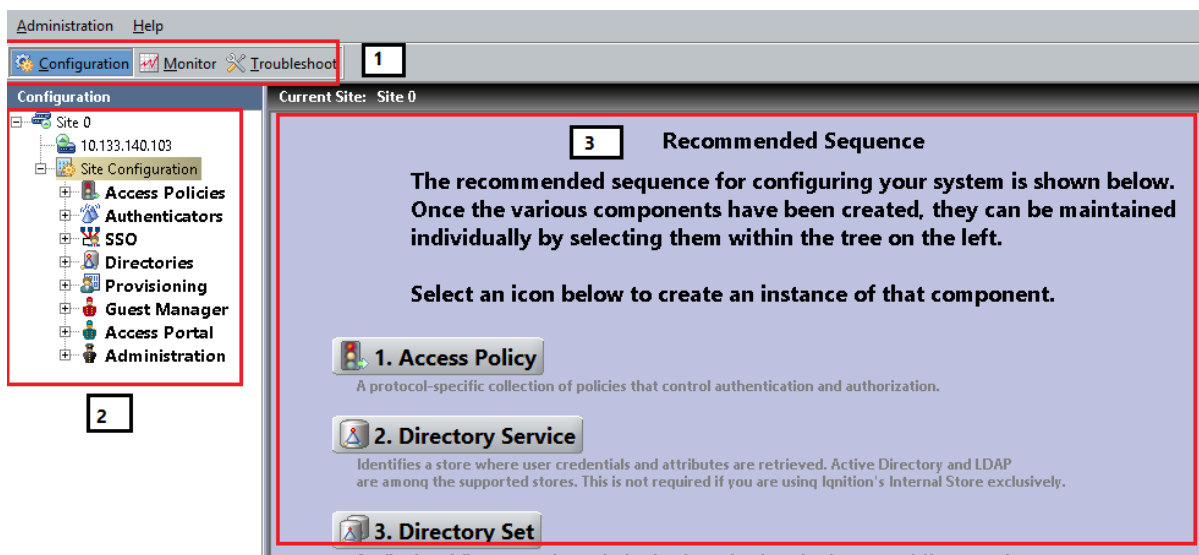 Administration Help
Configuration Monitor Troubleshoot 1
Configuration
Current Site: Site 0
Site 0
10.133.140.103
Site Configuration
Access Policies
Authenticators
SSO
Directories
Provisioning
Guest Manager
Access Portal
Administration
2
3 Recommended Sequence
The recommended sequence for configuring your system is shown below.
Once the various components have been created, they can be maintained
individually by selecting them within the tree on the left.
Select an icon below to create an instance of that component.
1. Access Policy
A protocol-specific collection of policies that control authentication and authorization.
2. Directory Service
Identifies a store where user credentials and attributes are retrieved. Active Directory and LDAP
are among the supported stores. This is not required if you are using Ignition's Internal Store exclusively.
3. Directory Set